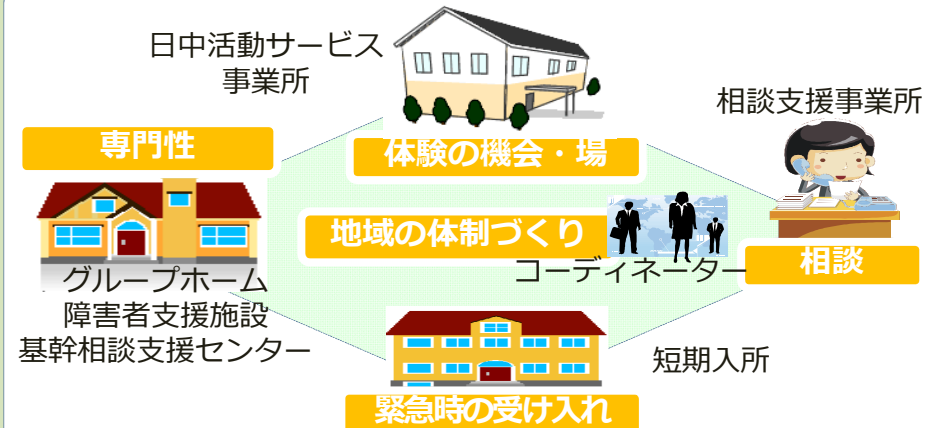 日中活動サービス
事業所
相談支援事業所
専門性
体験の機会・場
地域の体制づくり
コーディネーター
相談
グループホーム
障害者支援施設
基幹相談支援センター
短期入所
緊急時の受け入れ